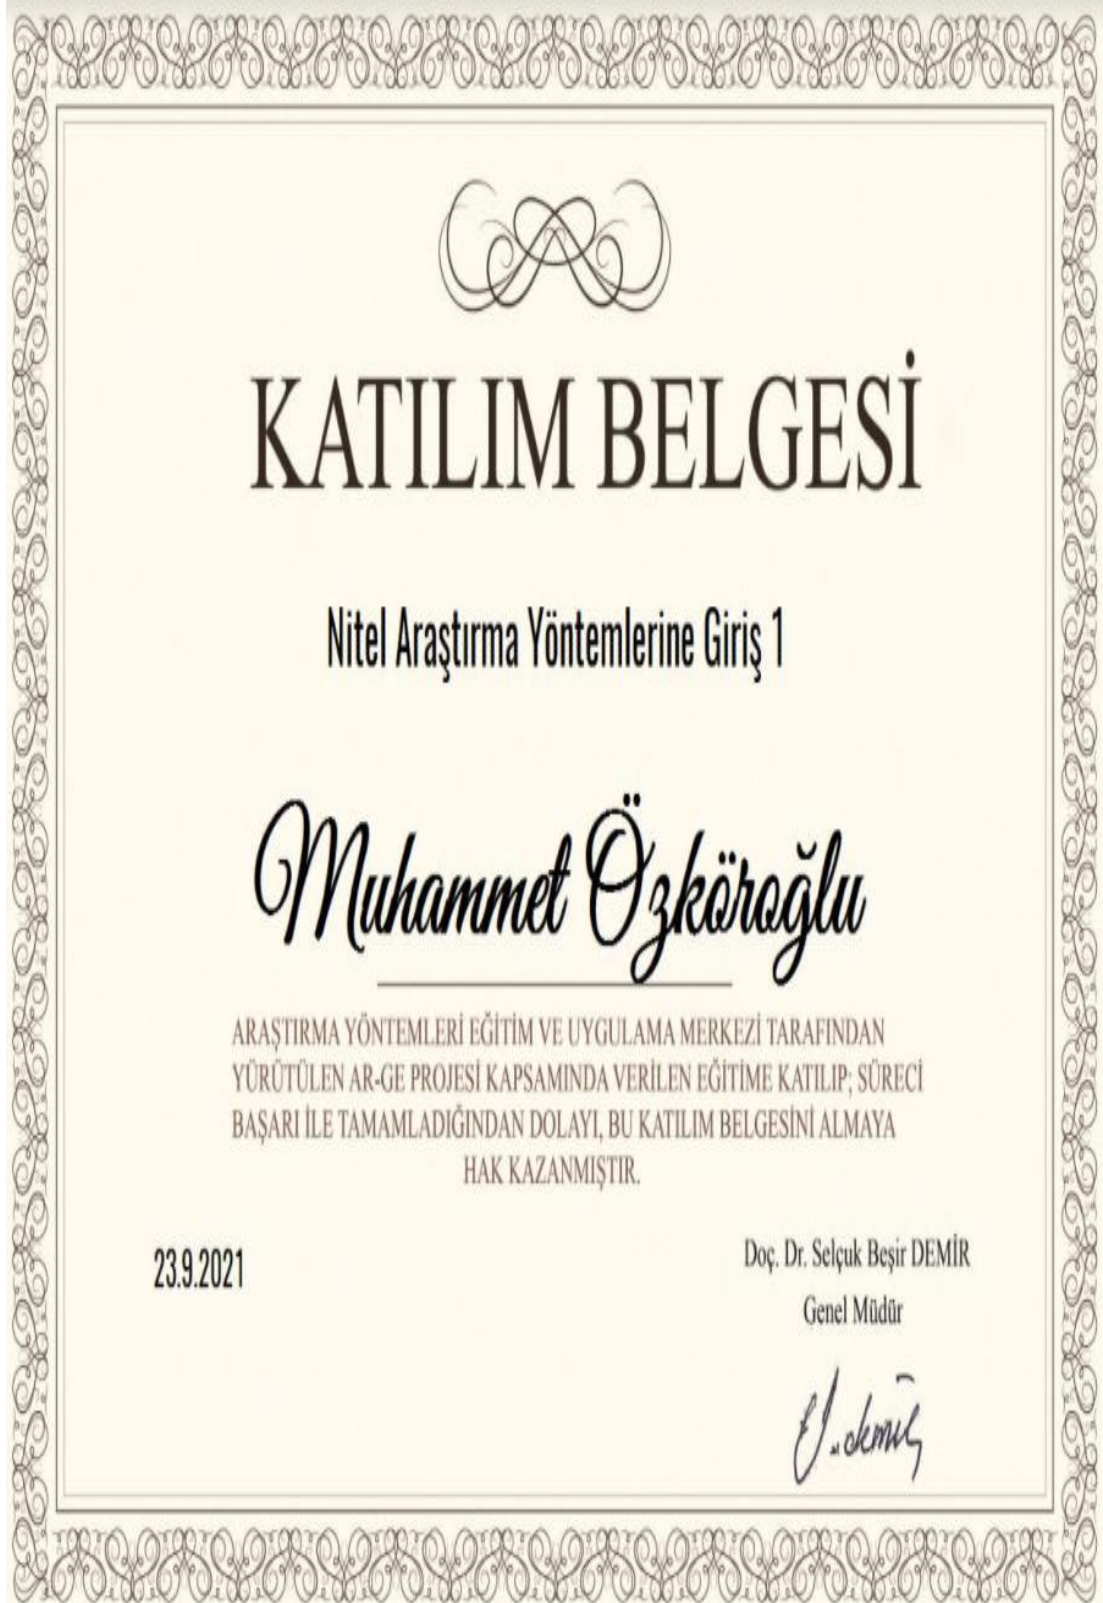 KATILIM BELGESİ
Nitel Araştırma Yöntemlerine Giriş 1
Muhammet Özköroğlu
ARAŞTIRMA YÖNTEMLERİ EĞİTİM VE UYGULAMA MERKEZİ TARAFINDAN
YÜRÜTÜLEN AR-GE PROJESİ KAPSAMINDA VERİLEN EĞİTİME KATILIP; SÜRECİ
BAŞARI İLE TAMAMLADIĞINDAN DOLAYI, BU KATILIM BELGESİNİ ALMAYA
HAK KAZANMIŞTIR.
23.9.2021
Doç. Dr. Selçuk Beşir DEMİR
Genel Müdür